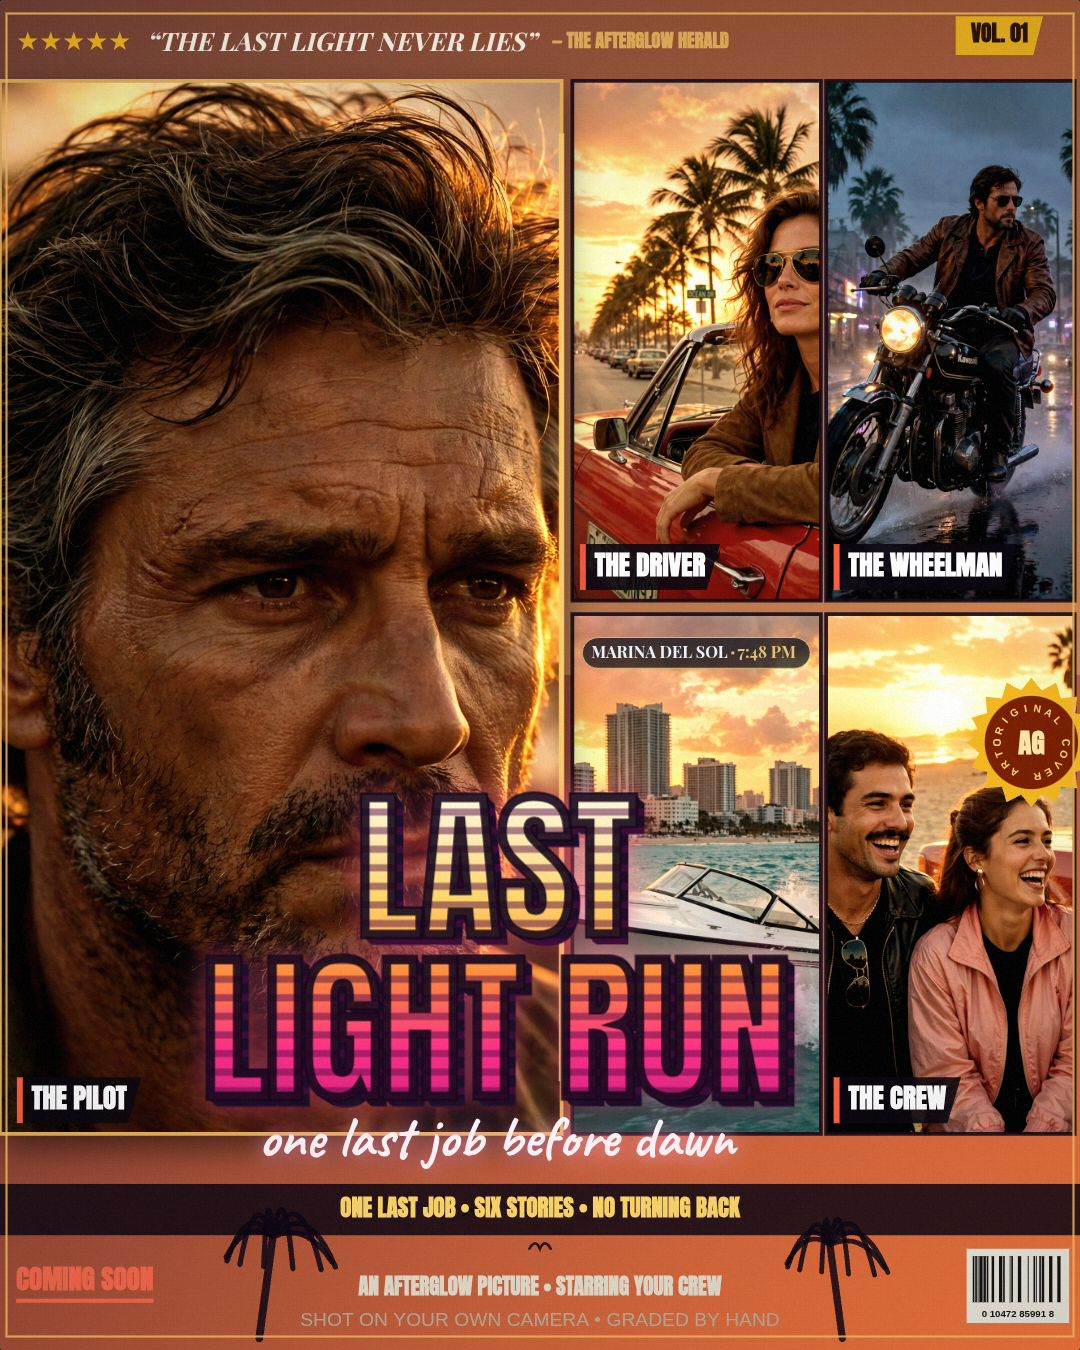 ★★★★★ “THE LAST LIGHT NEVER LIES” – THE AFTERGLOW HERALD
VOL. 01
OCEAN DR
Kawasaki
THE DRIVER
THE WHEELMAN
MARINA DEL SOL · 7:48 PM
ORIGINAL COVER ART
AG
LAST
LIGHT RUN
THE PILOT
THE CREW
one last job before dawn
ONE LAST JOB • SIX STORIES • NO TURNING BACK
COMING SOON
AN AFTERGLOW PICTURE • STARRING YOUR CREW
SHOT ON YOUR OWN CAMERA • GRADED BY HAND
0 10472 85991 8